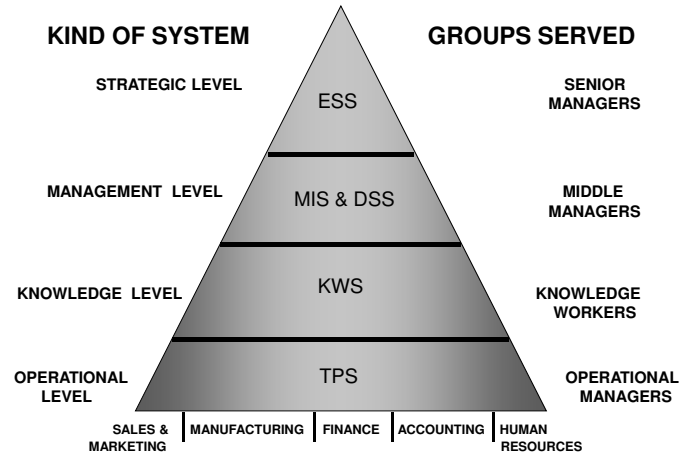 KIND OF SYSTEM
GROUPS SERVED
STRATEGIC LEVEL
ESS
SENIOR
MANAGERS
MANAGEMENT LEVEL
MIS & DSS
MIDDLE
MANAGERS
KNOWLEDGE LEVEL
KWS
KNOWLEDGE
WORKERS
OPERATIONAL
LEVEL
TPS
OPERATIONAL
MANAGERS
SALES &
MARKETING
MANUFACTURING
FINANCE
ACCOUNTING
HUMAN
RESOURCES